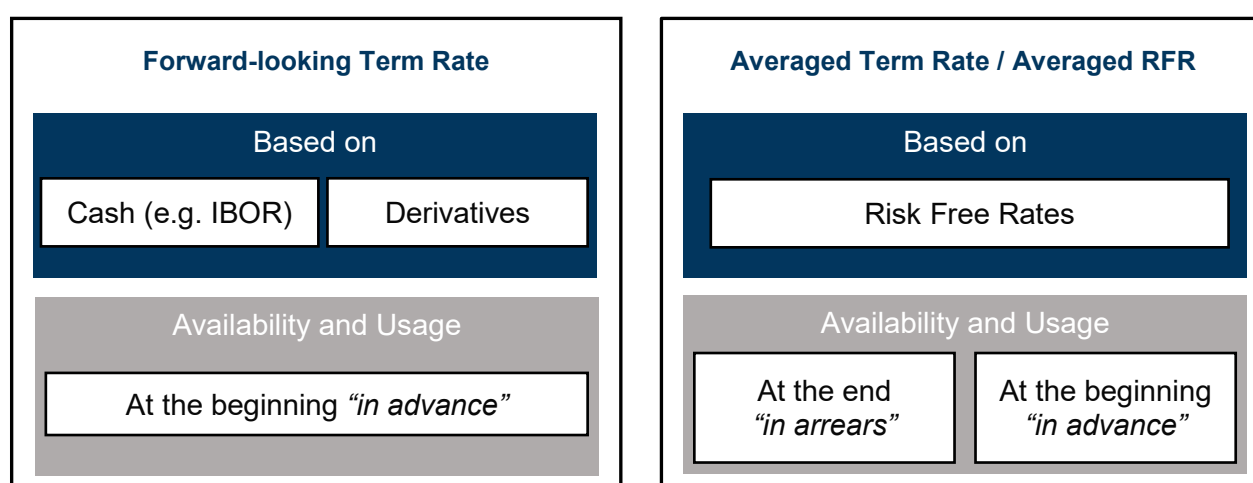 Forward-looking Term Rate
Based on
Cash (e.g. IBOR)
Derivatives
Availability and Usage
At the beginning “in advance”
Averaged Term Rate / Averaged RFR
Based on
Risk Free Rates
Availability and Usage
At the end
“in arrears”
At the beginning
“in advance”